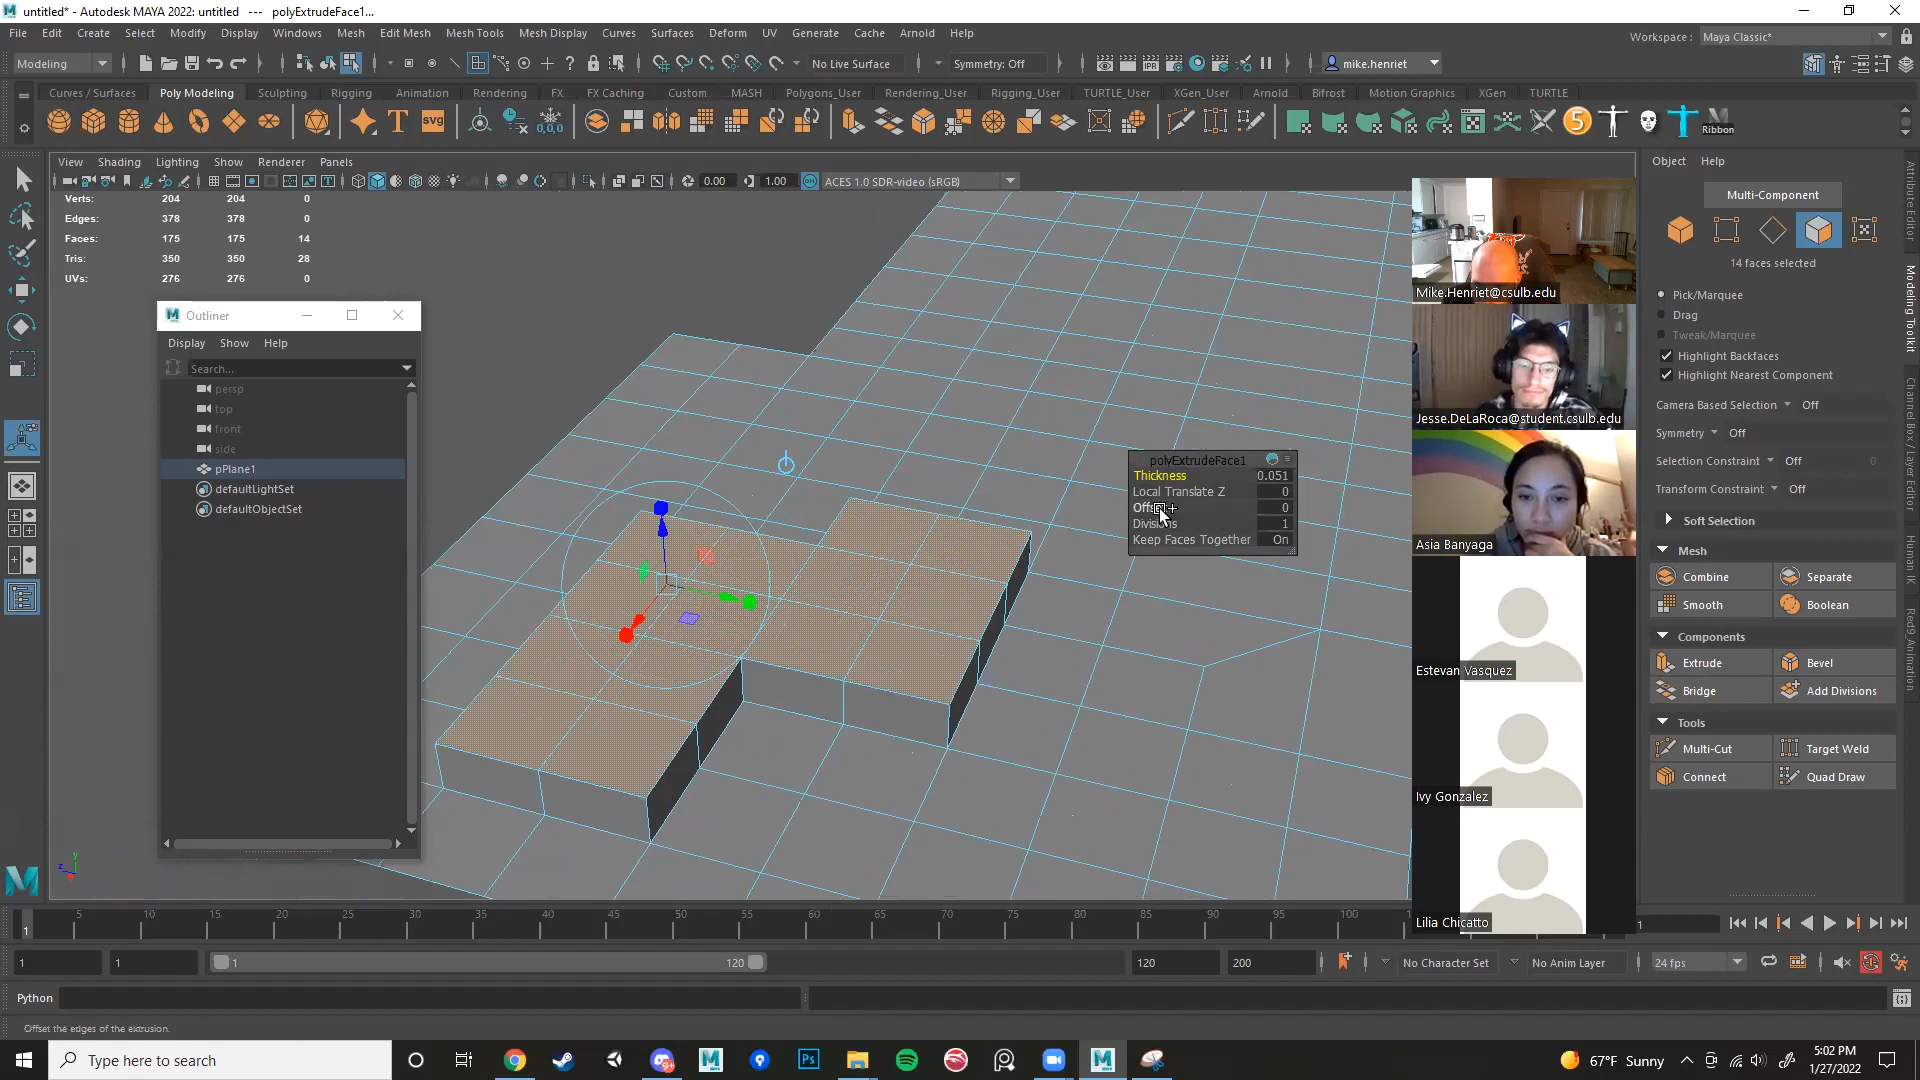 untitled* - Autodesk MAYA 2022: untitled --- polyExtrudeFace1...
File Edit Create Select Modify Display Windows Mesh Edit Mesh Mesh Tools Mesh Display Curves Surfaces Deform UV Generate Cache Arnold Help
Workspace : Maya Classic*
Modeling No Live Surface Symmetry: Off mike.henriet
Curves / Surfaces Poly Modeling Sculpting Rigging Animation Rendering FX FX Caching Custom MASH Polygons_User Rendering_User Rigging_User TURTLE_User XGen_User Arnold Bifrost Motion Graphics XGen TURTLE
T svg 0,0,0 5 Ribbon
View Shading Lighting Show Renderer Panels
0.00 1.00 ACES 1.0 SDR-video (sRGB)
Verts: 204 204 0
Edges: 378 378 0
Faces: 175 175 14
Tris: 350 350 28
UVs: 276 276 0
Outliner
Display Show Help
Search...
persp
top
front
side
pPlane1
defaultLightSet
defaultObjectSet
polyExtrudeFace1
Thickness 0.051
Local Translate Z 0
Offset 0
Divisions 1
Keep Faces Together On
Mike.Henriet@csulb.edu
Jesse.DeLaRoca@student.csulb.edu
Asia Banyaga
Estevan Vasquez
Ivy Gonzalez
Lilia Chicatto
Object Help
Multi-Component
14 faces selected
Pick/Marquee
Drag
Tweak/Marquee
Highlight Backfaces
Highlight Nearest Component
Camera Based Selection Off
Symmetry Off
Selection Constraint Off 0
Transform Constraint Off
Soft Selection
Mesh
Combine Separate
Smooth Boolean
Components
Extrude Bevel
Bridge Add Divisions
Tools
Multi-Cut Target Weld
Connect Quad Draw
Attribute Editor
Modeling Toolkit
Channel Box / Layer Editor
Human IK
Red9_Animation
z y
5 10 15 20 25 30 35 40 45 50 55 60 65 70 75 80 85 90 95 100 1
1 1
1 1 1 120 120 200 No Character Set No Anim Layer 24 fps
Python
Offset the edges of the extrusion.
Type here to search
Ps
9+
67°F Sunny
5:02 PM
1/27/2022